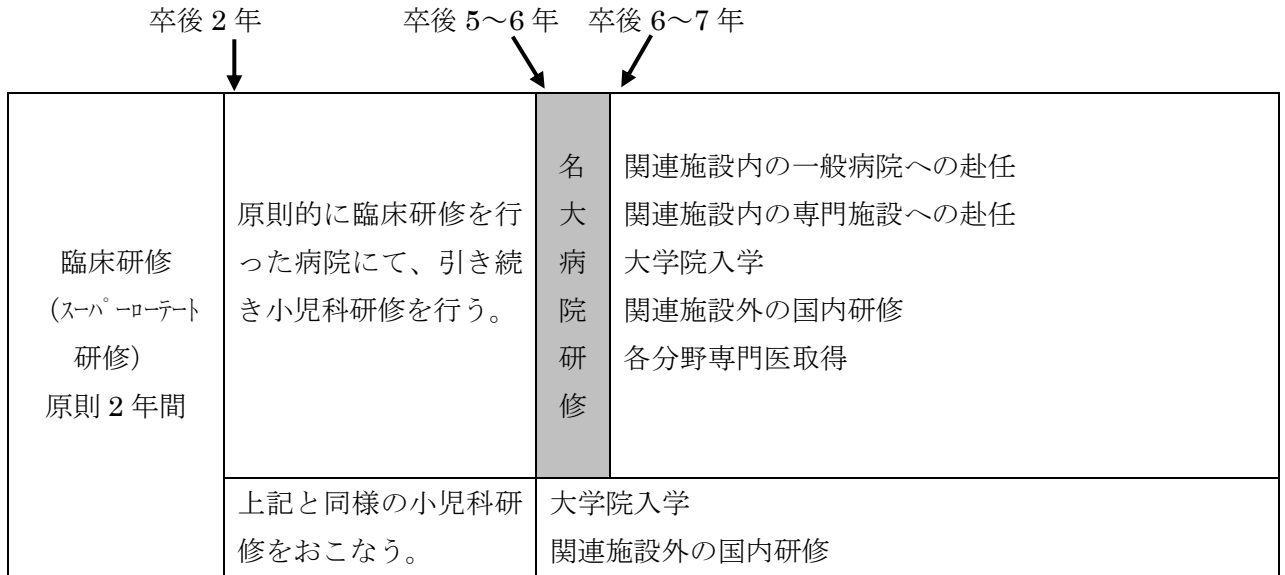 卒後 2 年
卒後 5～6 年
卒後 6～7 年
臨床研修
（ｽｰﾊﾟｰﾛｰﾃｰﾄ
研修）
原則 2 年間
原則的に臨床研修を行
った病院にて、引き続
き小児科研修を行う。
名
大
病
院
研
修
関連施設内の一般病院への赴任
関連施設内の専門施設への赴任
大学院入学
関連施設外の国内研修
各分野専門医取得
上記と同様の小児科研
修をおこなう。
大学院入学
関連施設外の国内研修